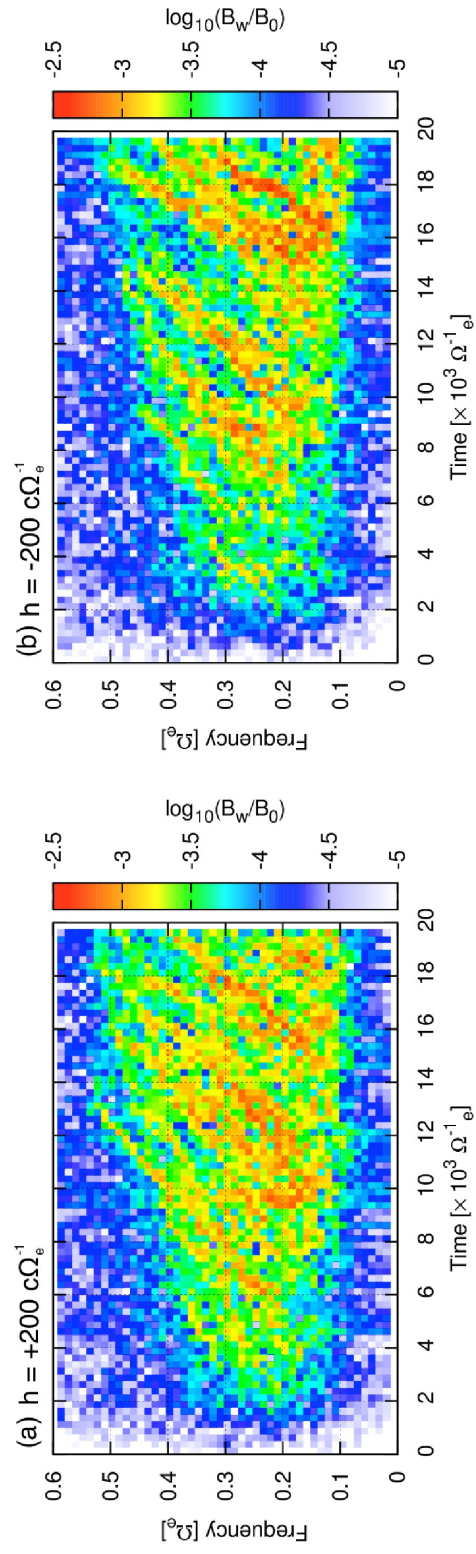 (a) h = +200 cΩe⁻¹
Frequency [Ωe]
0.6
0.5
0.4
0.3
0.2
0.1
0
0 2 4 6 8 10 12 14 16 18 20
Time [× 10³ Ω⁻¹e]
log10(Bw/B0)
-2.5
-3
-3.5
-4
-4.5
-5
(b) h = -200 cΩe⁻¹
Frequency [Ωe]
0.6
0.5
0.4
0.3
0.2
0.1
0
0 2 4 6 8 10 12 14 16 18 20
Time [× 10³ Ω⁻¹e]
log10(Bw/B0)
-2.5
-3
-3.5
-4
-4.5
-5